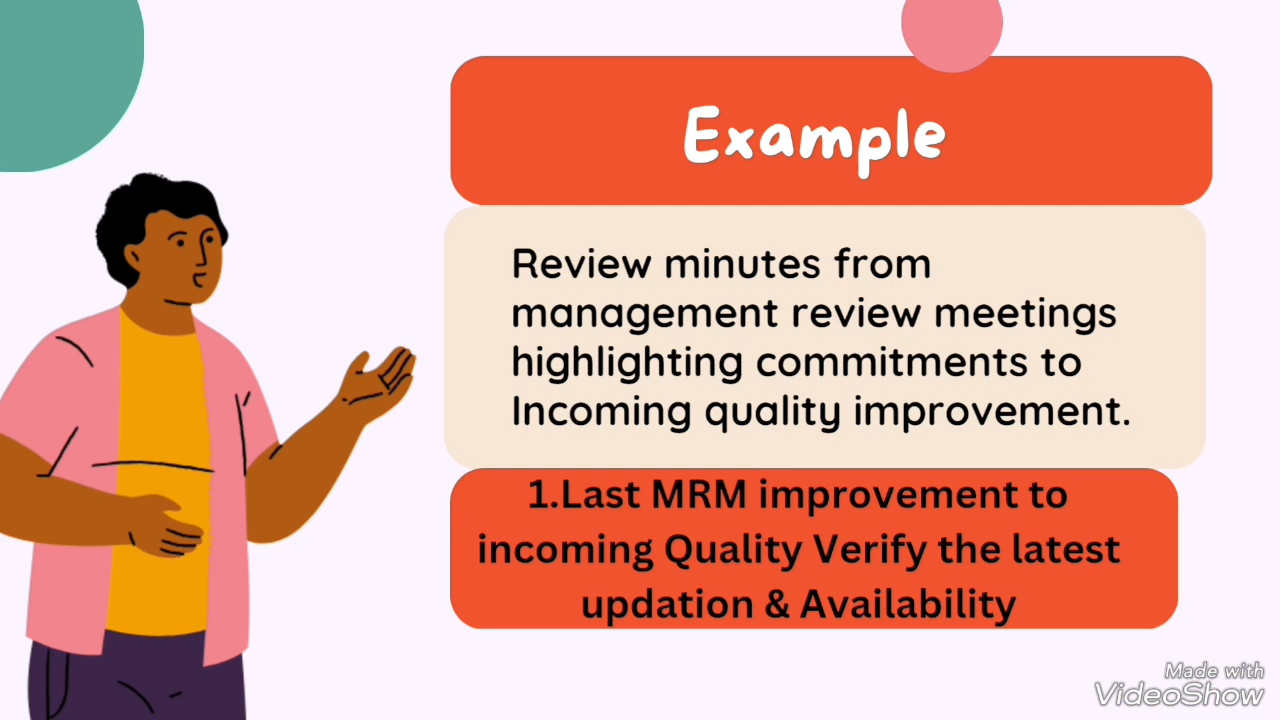 Example
Review minutes from
management review meetings
highlighting commitments to
Incoming quality improvement.
1.Last MRM improvement to
incoming Quality Verify the latest
updation & Availability
Made with
VideoShow